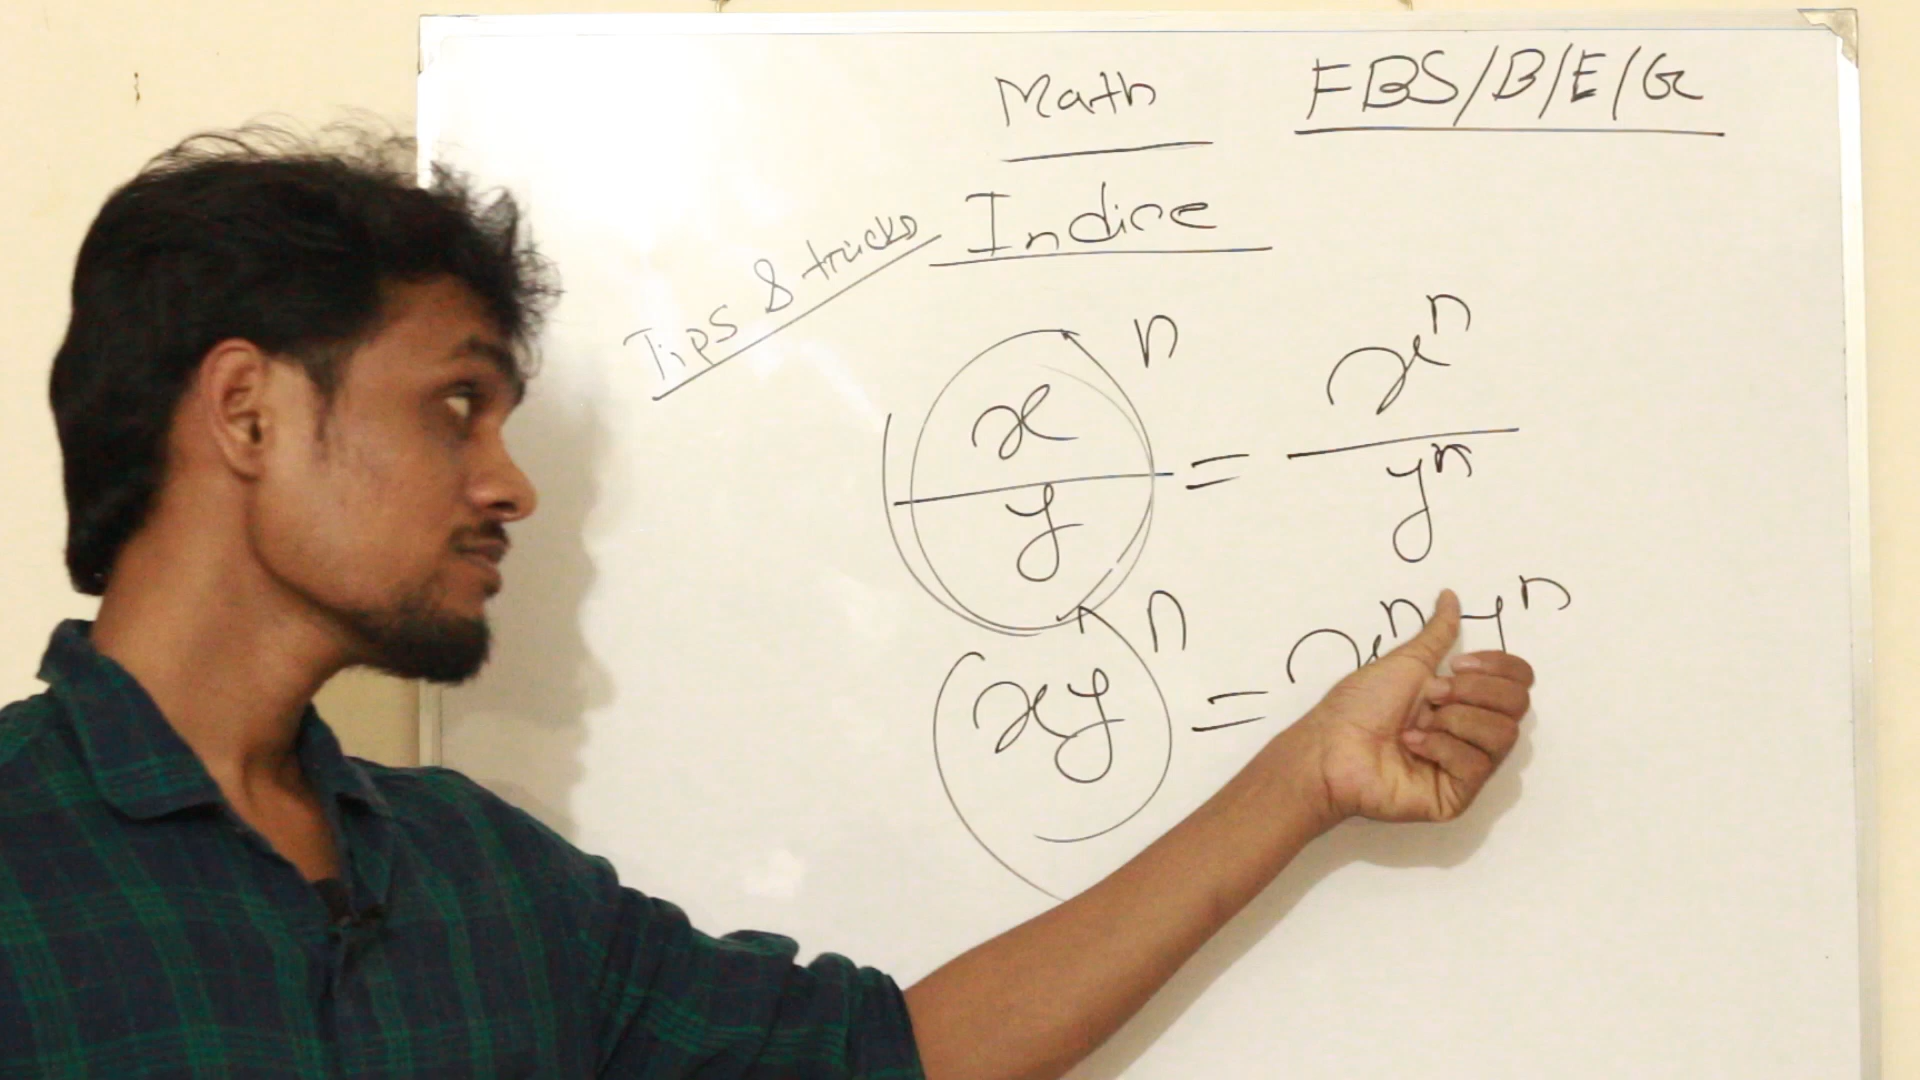 Math FBS/B/E/G
Indice
Tips & tricks
(x/y)^n = x^n/y^n
(xy)^n = x^n y^n